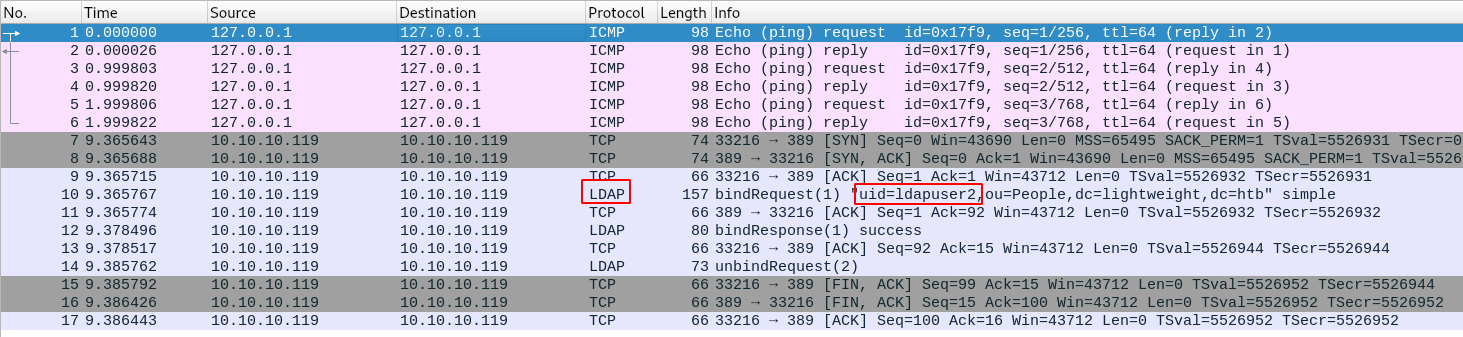 No. Time Source Destination Protocol Length Info
1 0.000000 127.0.0.1 127.0.0.1 ICMP 98 Echo (ping) request id=0x17f9, seq=1/256, ttl=64 (reply in 2)
2 0.000026 127.0.0.1 127.0.0.1 ICMP 98 Echo (ping) reply id=0x17f9, seq=1/256, ttl=64 (request in 1)
3 0.999803 127.0.0.1 127.0.0.1 ICMP 98 Echo (ping) request id=0x17f9, seq=2/512, ttl=64 (reply in 4)
4 0.999820 127.0.0.1 127.0.0.1 ICMP 98 Echo (ping) reply id=0x17f9, seq=2/512, ttl=64 (request in 3)
5 1.999806 127.0.0.1 127.0.0.1 ICMP 98 Echo (ping) request id=0x17f9, seq=3/768, ttl=64 (reply in 6)
6 1.999822 127.0.0.1 127.0.0.1 ICMP 98 Echo (ping) reply id=0x17f9, seq=3/768, ttl=64 (request in 5)
7 9.365643 10.10.10.119 10.10.10.119 TCP 74 33216 → 389 [SYN] Seq=0 Win=43690 Len=0 MSS=65495 SACK_PERM=1 TSval=5526931 TSecr=0
8 9.365688 10.10.10.119 10.10.10.119 TCP 74 389 → 33216 [SYN, ACK] Seq=0 Ack=1 Win=43690 Len=0 MSS=65495 SACK_PERM=1 TSval=5526
9 9.365715 10.10.10.119 10.10.10.119 TCP 66 33216 → 389 [ACK] Seq=1 Ack=1 Win=43712 Len=0 TSval=5526932 TSecr=5526931
10 9.365767 10.10.10.119 10.10.10.119 LDAP 157 bindRequest(1) "uid=ldapuser2,ou=People,dc=lightweight,dc=htb" simple
11 9.365774 10.10.10.119 10.10.10.119 TCP 66 389 → 33216 [ACK] Seq=1 Ack=92 Win=43712 Len=0 TSval=5526932 TSecr=5526932
12 9.378496 10.10.10.119 10.10.10.119 LDAP 80 bindResponse(1) success
13 9.378517 10.10.10.119 10.10.10.119 TCP 66 33216 → 389 [ACK] Seq=92 Ack=15 Win=43712 Len=0 TSval=5526944 TSecr=5526944
14 9.385762 10.10.10.119 10.10.10.119 LDAP 73 unbindRequest(2)
15 9.385792 10.10.10.119 10.10.10.119 TCP 66 33216 → 389 [FIN, ACK] Seq=99 Ack=15 Win=43712 Len=0 TSval=5526952 TSecr=5526944
16 9.386426 10.10.10.119 10.10.10.119 TCP 66 389 → 33216 [FIN, ACK] Seq=15 Ack=100 Win=43712 Len=0 TSval=5526952 TSecr=5526952
17 9.386443 10.10.10.119 10.10.10.119 TCP 66 33216 → 389 [ACK] Seq=100 Ack=16 Win=43712 Len=0 TSval=5526952 TSecr=5526952